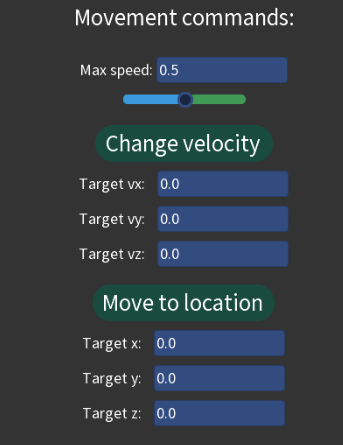 Movement commands:
Max speed: 0.5
Change velocity
Target vx: 0.0
Target vy: 0.0
Target vz: 0.0
Move to location
Target x: 0.0
Target y: 0.0
Target z: 0.0